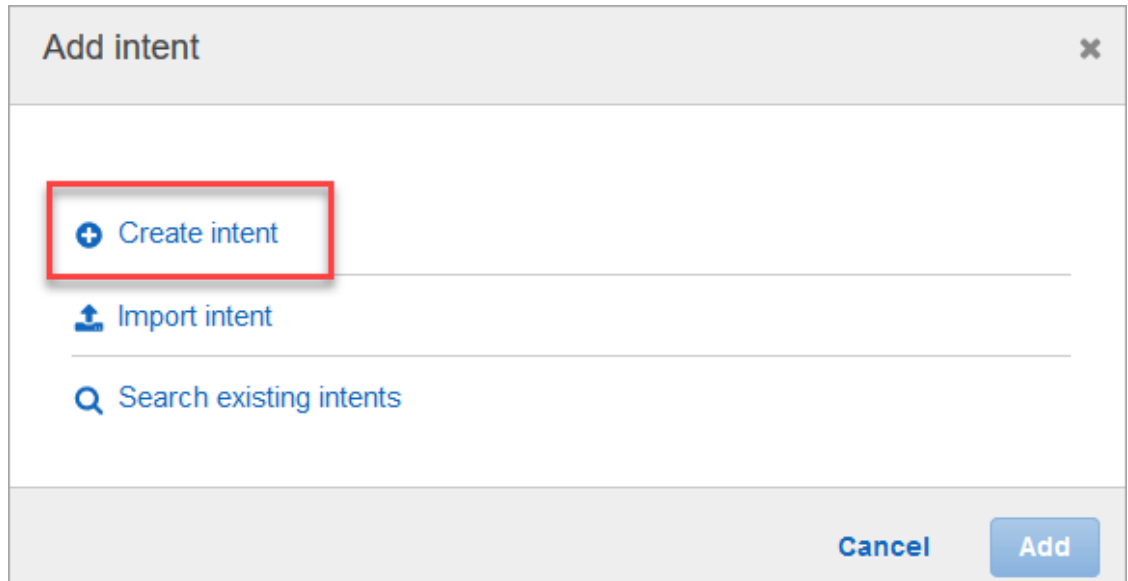 Add intent
Create intent
Import intent
Search existing intents
Cancel Add